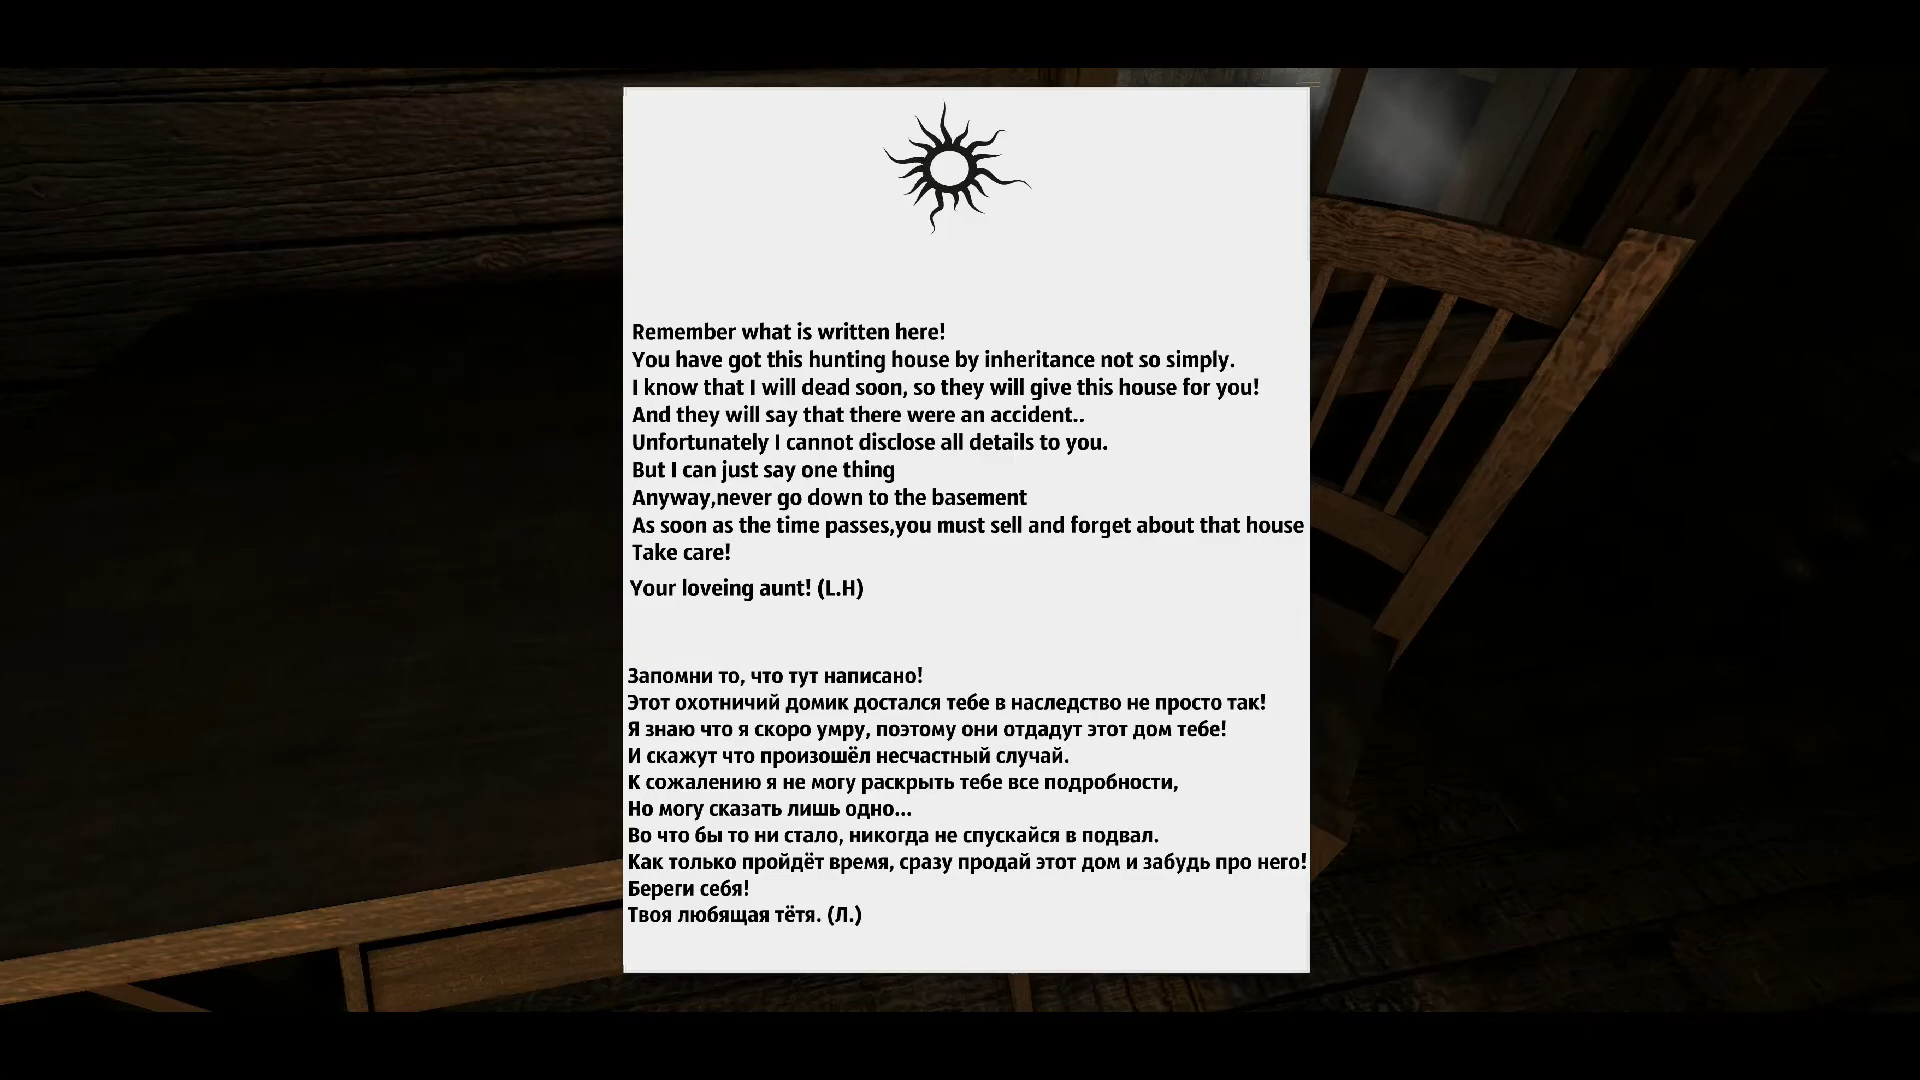 Remember what is written here!
You have got this hunting house by inheritance not so simply.
I know that I will dead soon, so they will give this house for you!
And they will say that there were an accident..
Unfortunately I cannot disclose all details to you.
But I can just say one thing
Anyway,never go down to the basement
As soon as the time passes,you must sell and forget about that house
Take care!
Your loveing aunt! (L.H)
Запомни то, что тут написано!
Этот охотничий домик достался тебе в наследство не просто так!
Я знаю что я скоро умру, поэтому они отдадут этот дом тебе!
И скажут что произошёл несчастный случай.
К сожалению я не могу раскрыть тебе все подробности,
Но могу сказать лишь одно...
Во что бы то ни стало, никогда не спускайся в подвал.
Как только пройдёт время, сразу продай этот дом и забудь про него!
Береги себя!
Твоя любящая тётя. (Л.)